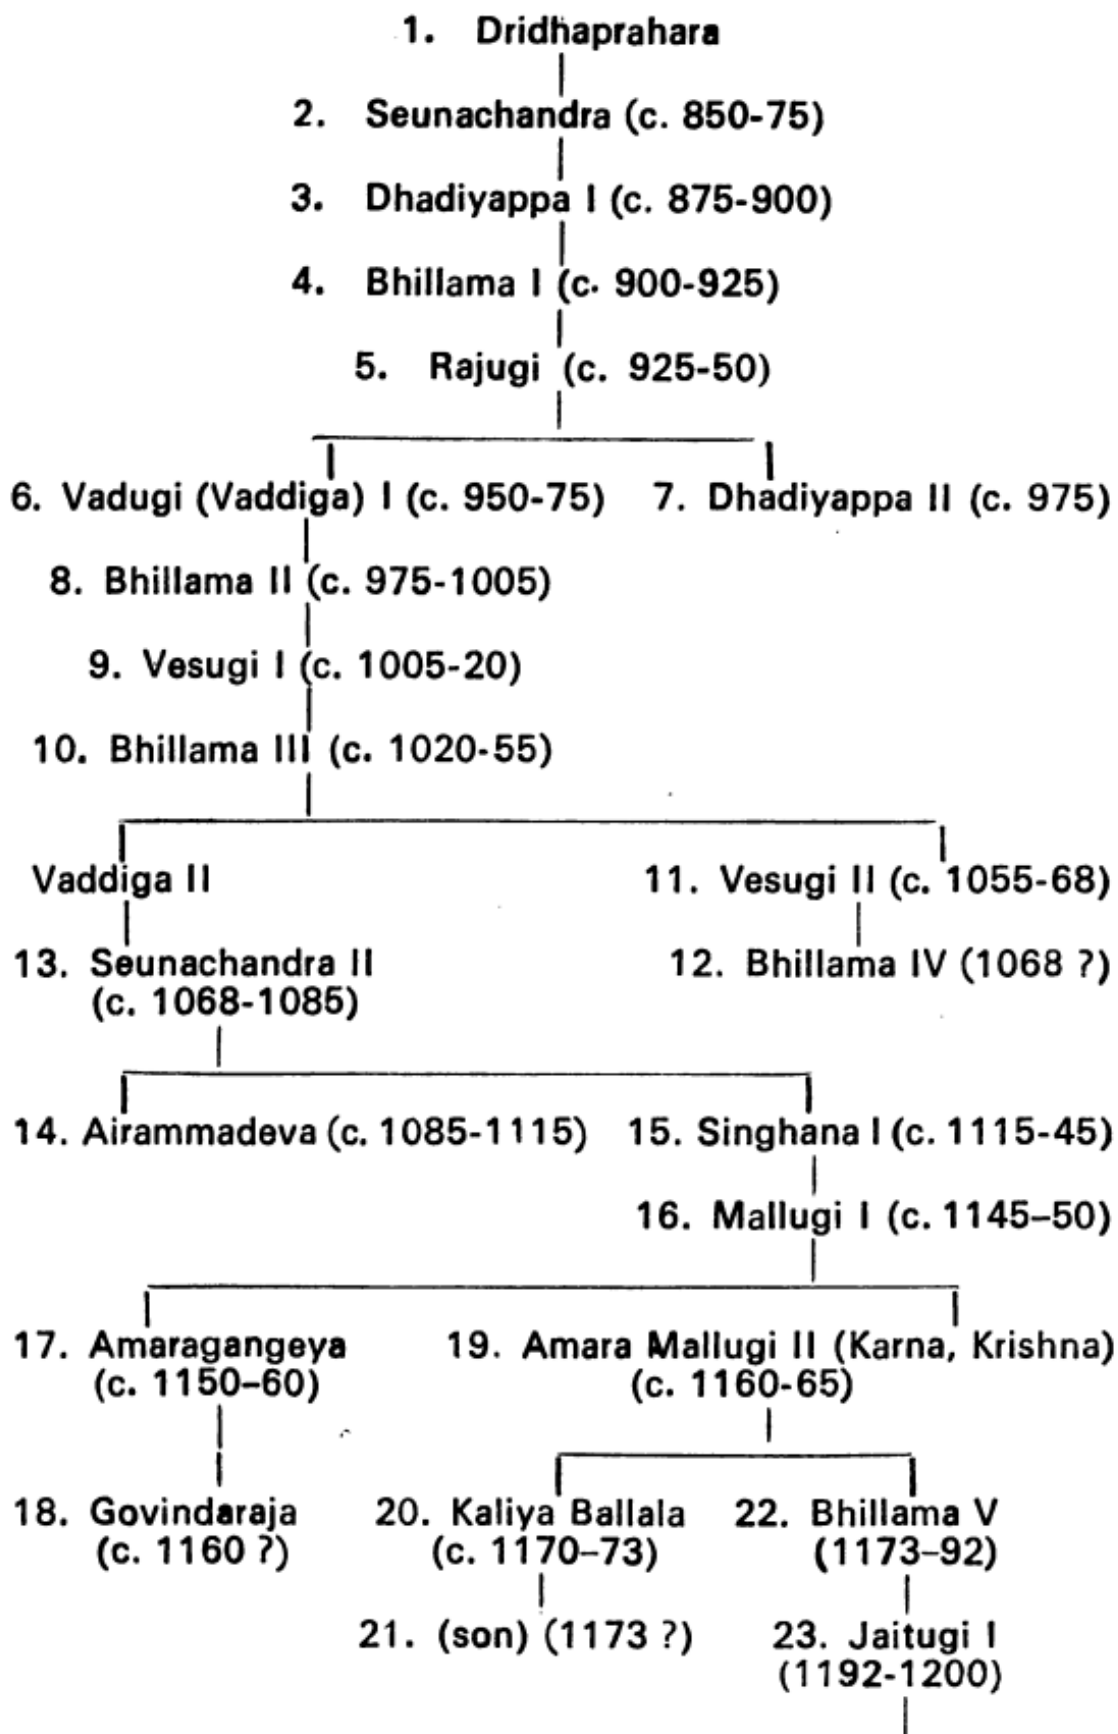 1. Dridhaprahara
2. Seunachandra (c. 850-75)
3. Dhadiyappa I (c. 875-900)
4. Bhillama I (c. 900-925)
5. Rajugi (c. 925-50)
6. Vadugi (Vaddiga) I (c. 950-75) 7. Dhadiyappa II (c. 975)
8. Bhillama II (c. 975-1005)
9. Vesugi I (c. 1005-20)
10. Bhillama III (c. 1020-55)
Vaddiga II 11. Vesugi II (c. 1055-68)
13. Seunachandra II 12. Bhillama IV (1068 ?)
(c. 1068-1085)
14. Airammadeva (c. 1085-1115) 15. Singhana I (c. 1115-45)
16. Mallugi I (c. 1145–50)
17. Amaragangeya 19. Amara Mallugi II (Karna, Krishna)
(c. 1150–60) (c. 1160-65)
18. Govindaraja 20. Kaliya Ballala 22. Bhillama V
(c. 1160 ?) (c. 1170–73) (1173–92)
21. (son) (1173 ?) 23. Jaitugi I
(1192-1200)